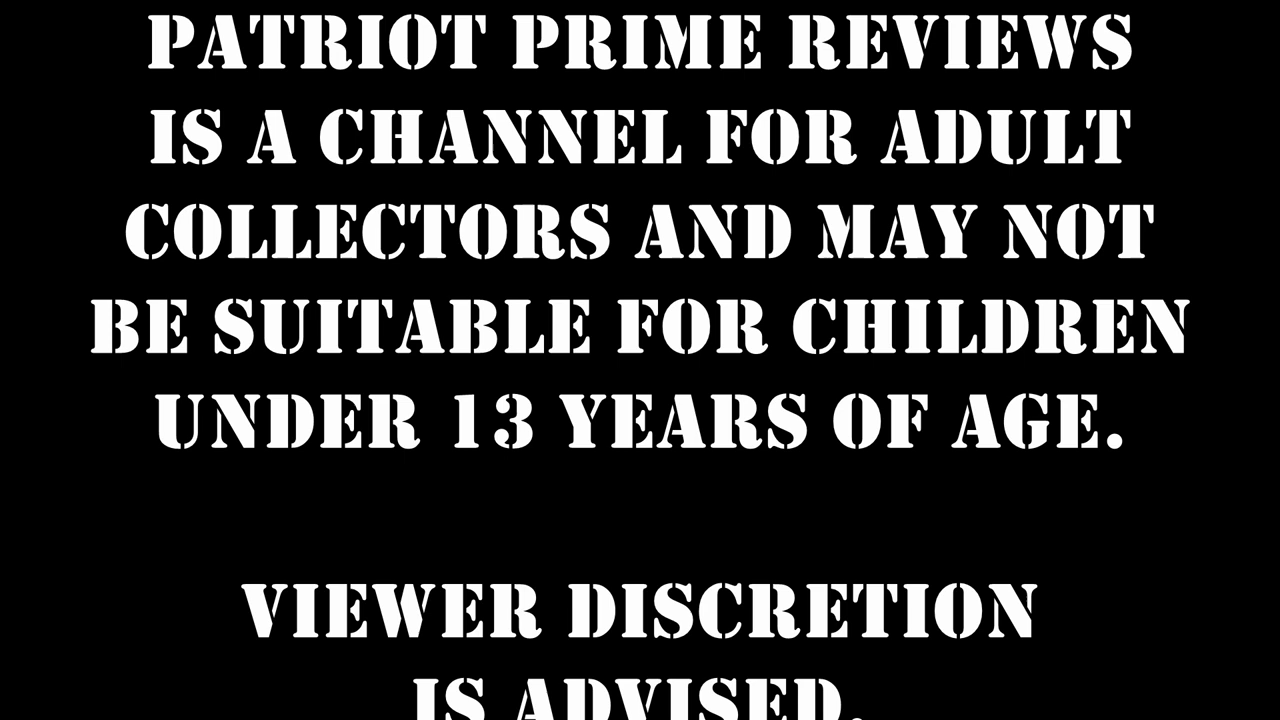 PATRIOT PRIME REVIEWS
IS A CHANNEL FOR ADULT
COLLECTORS AND MAY NOT
BE SUITABLE FOR CHILDREN
UNDER 13 YEARS OF AGE.
VIEWER DISCRETION
IS ADVISED.